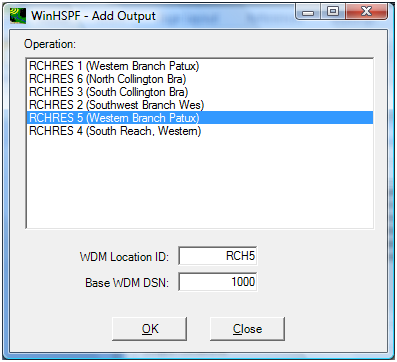 WinHSPF - Add Output
Operation:
RCHRES 1 (Western Branch Patux)
RCHRES 6 (North Collington Bra)
RCHRES 3 (South Collington Bra)
RCHRES 2 (Southwest Branch Wes)
RCHRES 5 (Western Branch Patux)
RCHRES 4 (South Reach, Western)
WDM Location ID: RCH5
Base WDM DSN: 1000
OK Close